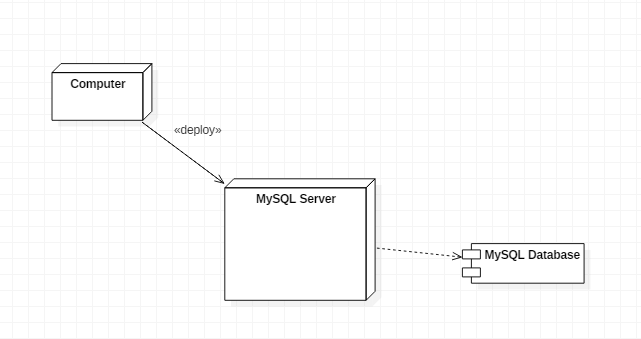 Computer
«deploy»
MySQL Server
MySQL Database